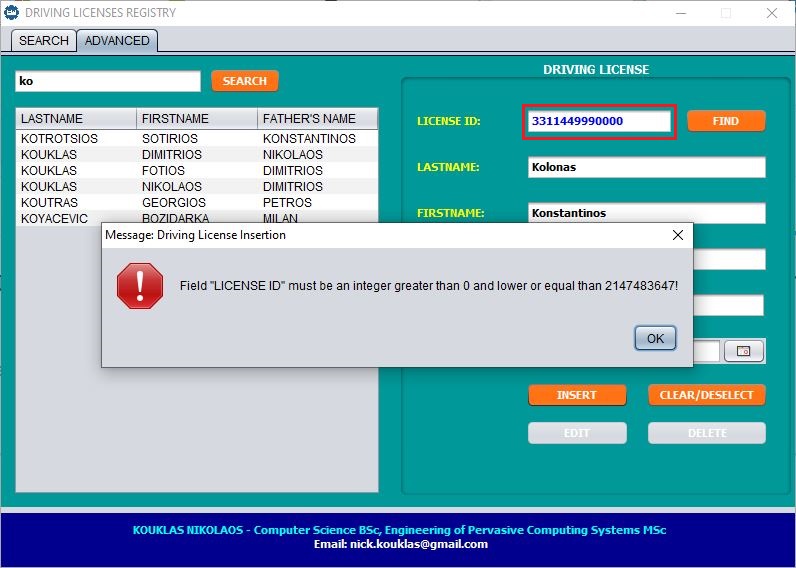 DRIVING LICENSES REGISTRY
SEARCH ADVANCED
ko SEARCH
LASTNAME FIRSTNAME FATHER'S NAME
KOTROTSIOS SOTIRIOS KONSTANTINOS
KOUKLAS DIMITRIOS NIKOLAOS
KOUKLAS FOTIOS DIMITRIOS
KOUKLAS NIKOLAOS DIMITRIOS
KOUTRAS GEORGIOS PETROS
KOYACEVIC BOZIDARKA MILAN
DRIVING LICENSE
LICENSE ID: 3311449990000 FIND
LASTNAME: Kolonas
FIRSTNAME: Konstantinos
Message: Driving License Insertion
Field "LICENSE ID" must be an integer greater than 0 and lower or equal than 2147483647!
OK
INSERT CLEAR/DESELECT
EDIT DELETE
KOUKLAS NIKOLAOS - Computer Science BSc, Engineering of Pervasive Computing Systems MSc
Email: nick.kouklas@gmail.com